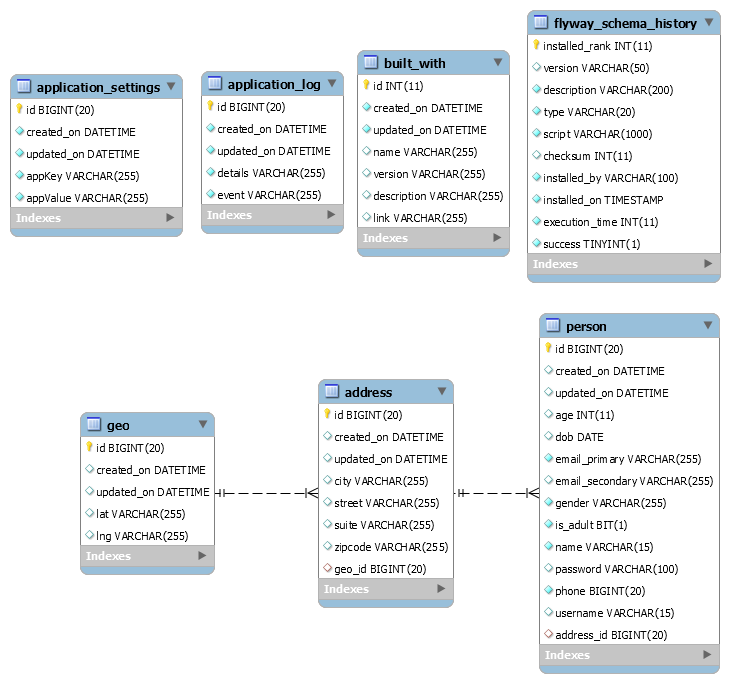 application_settings
id BIGINT(20)
created_on DATETIME
updated_on DATETIME
appKey VARCHAR(255)
appValue VARCHAR(255)
Indexes
application_log
id BIGINT(20)
created_on DATETIME
updated_on DATETIME
details VARCHAR(255)
event VARCHAR(255)
Indexes
built_with
id INT(11)
created_on DATETIME
updated_on DATETIME
name VARCHAR(255)
version VARCHAR(255)
description VARCHAR(255)
link VARCHAR(255)
Indexes
flyway_schema_history
installed_rank INT(11)
version VARCHAR(50)
description VARCHAR(200)
type VARCHAR(20)
script VARCHAR(1000)
checksum INT(11)
installed_by VARCHAR(100)
installed_on TIMESTAMP
execution_time INT(11)
success TINYINT(1)
Indexes
geo
id BIGINT(20)
created_on DATETIME
updated_on DATETIME
lat VARCHAR(255)
lng VARCHAR(255)
Indexes
address
id BIGINT(20)
created_on DATETIME
updated_on DATETIME
city VARCHAR(255)
street VARCHAR(255)
suite VARCHAR(255)
zipcode VARCHAR(255)
geo_id BIGINT(20)
Indexes
person
id BIGINT(20)
created_on DATETIME
updated_on DATETIME
age INT(11)
dob DATE
email_primary VARCHAR(255)
email_secondary VARCHAR(255)
gender VARCHAR(255)
is_adult BIT(1)
name VARCHAR(15)
password VARCHAR(100)
phone BIGINT(20)
username VARCHAR(15)
address_id BIGINT(20)
Indexes